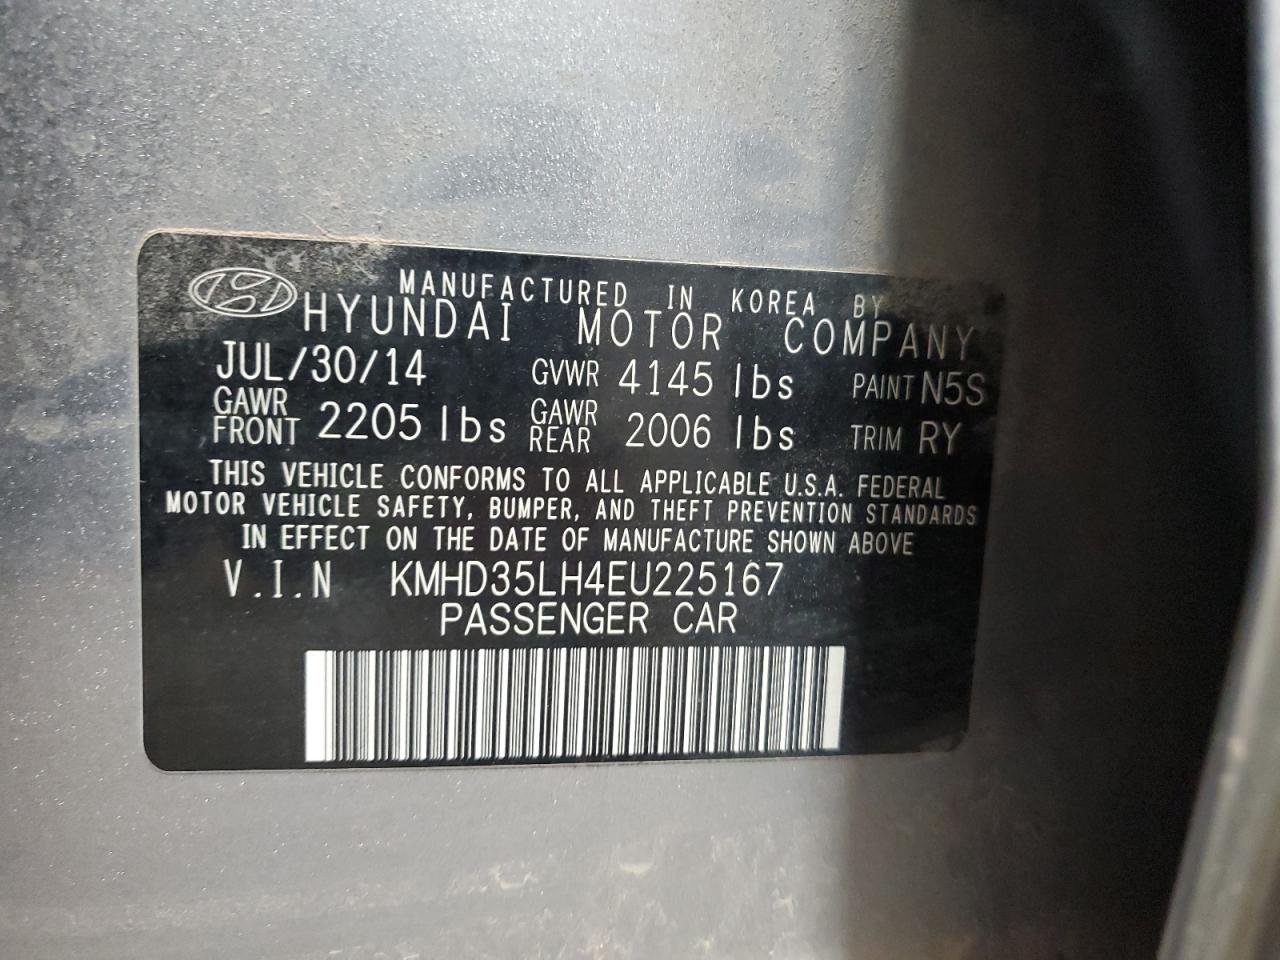 MANUFACTURED IN KOREA BY
HYUNDAI MOTOR COMPANY
JUL/30/14 GVWR 4145 lbs PAINT N5S
GAWR FRONT 2205 lbs GAWR REAR 2006 lbs TRIM RY
THIS VEHICLE CONFORMS TO ALL APPLICABLE U.S.A. FEDERAL
MOTOR VEHICLE SAFETY, BUMPER, AND THEFT PREVENTION STANDARDS
IN EFFECT ON THE DATE OF MANUFACTURE SHOWN ABOVE
V.I.N KMHD35LH4EU225167
PASSENGER CAR